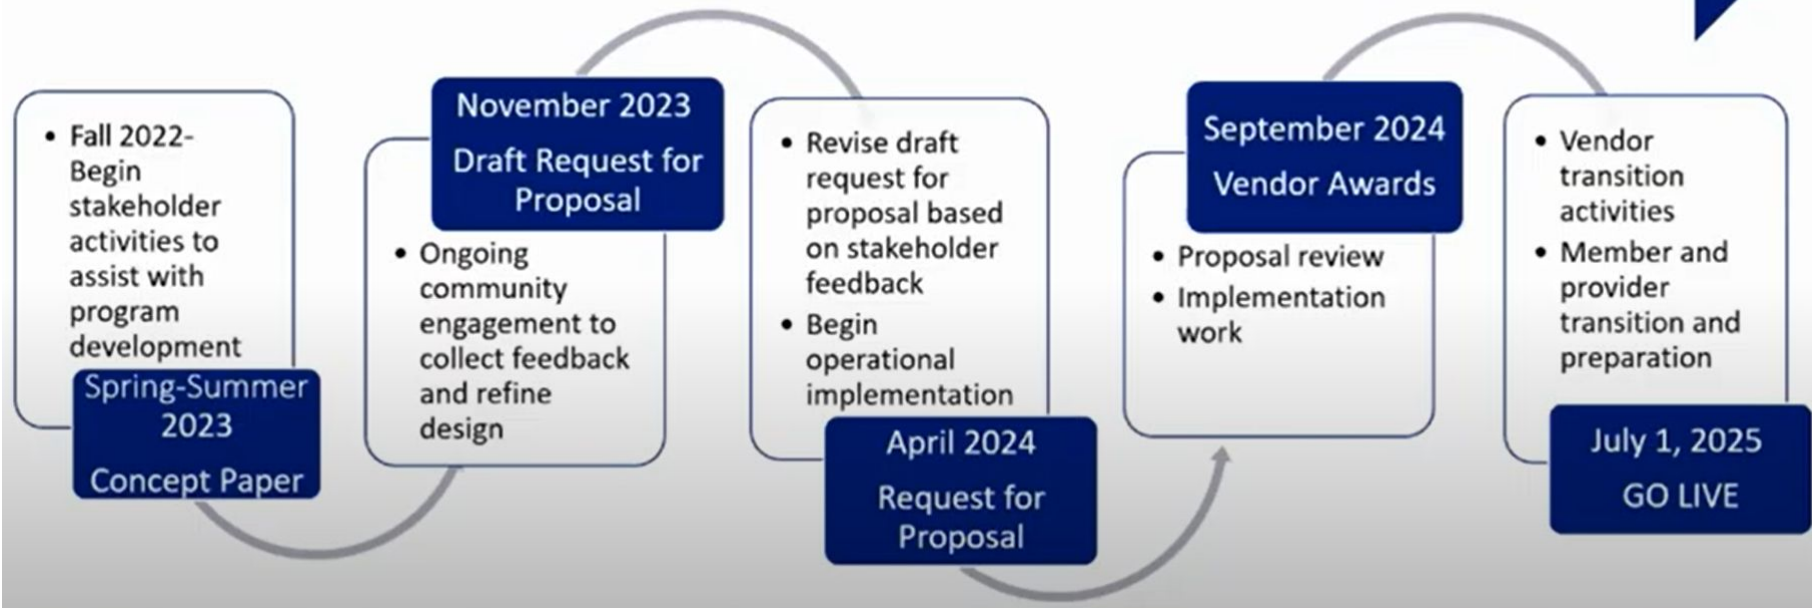 • Fall 2022-
Begin
stakeholder
activities to
assist with
program
development
Spring-Summer
2023
Concept Paper
November 2023
Draft Request for
Proposal
• Ongoing
community
engagement to
collect feedback
and refine
design
• Revise draft
request for
proposal based
on stakeholder
feedback
• Begin
operational
implementation
April 2024
Request for
Proposal
September 2024
Vendor Awards
• Proposal review
• Implementation
work
• Vendor
transition
activities
• Member and
provider
transition and
preparation
July 1, 2025
GO LIVE